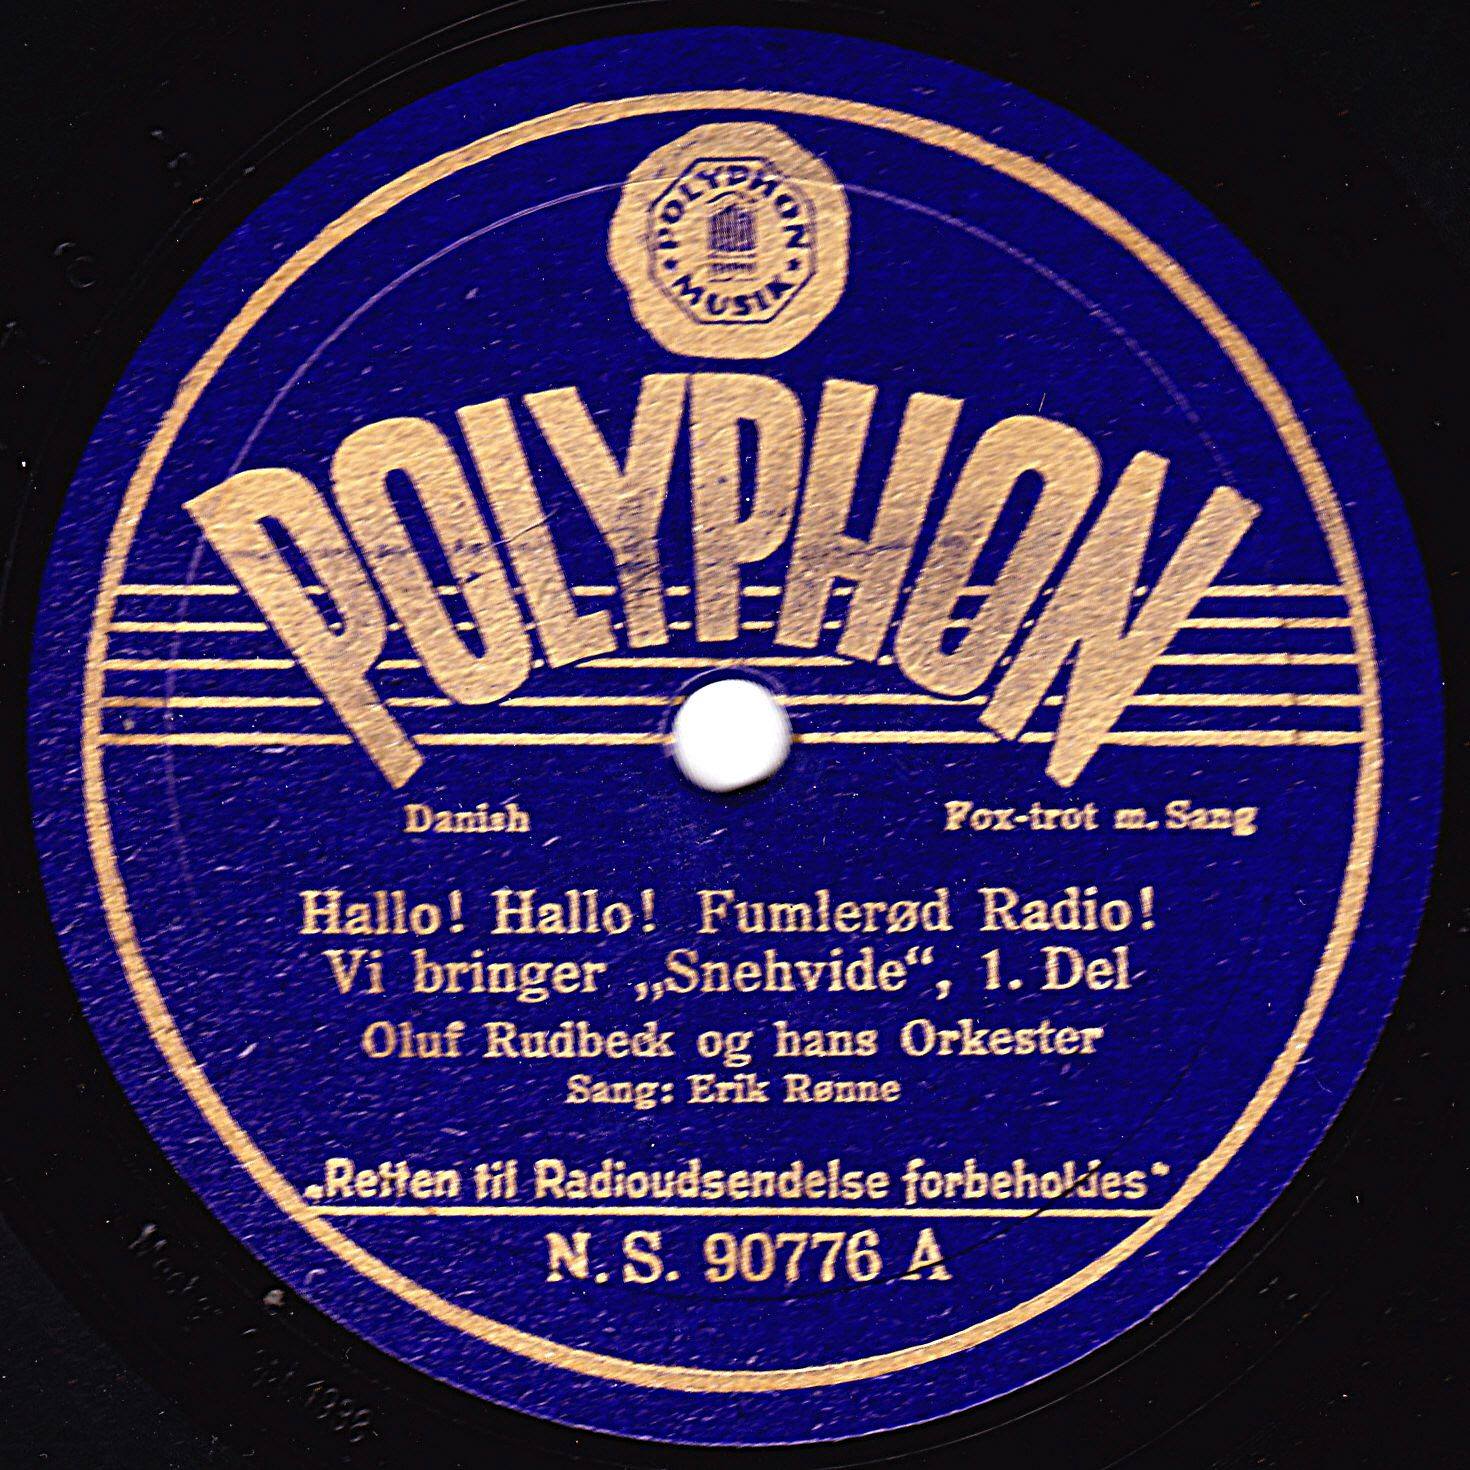 POLYPHON
MUSIK
POLYPHON
Danish
Fox-trot m. Sang
Hallo! Hallo! Fumlerød Radio!
Vi bringer „Snehvide“, 1. Del
Oluf Rudbeck og hans Orkester
Sang: Erik Rønne
„Retten til Radioudsendelse forbeholdes“
N. S. 90776 A